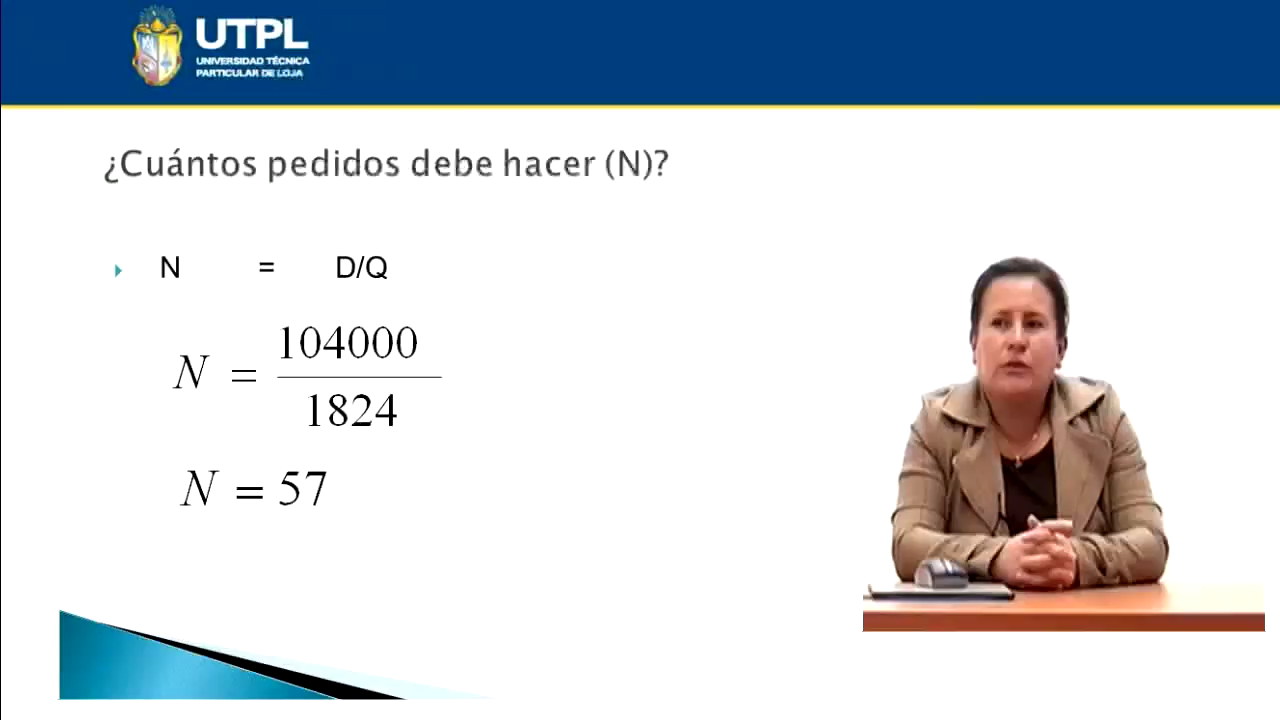 UTPL
UNIVERSIDAD TÉCNICA
PARTICULAR DE LOJA
¿Cuántos pedidos debe hacer (N)?
N = D/Q
N = 104000 / 1824
N = 57